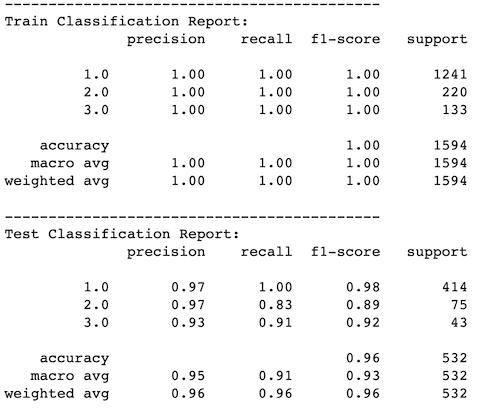 ------------------------------------------
Train Classification Report:
precision recall f1-score support
1.0 1.00 1.00 1.00 1241
2.0 1.00 1.00 1.00 220
3.0 1.00 1.00 1.00 133
accuracy 1.00 1594
macro avg 1.00 1.00 1.00 1594
weighted avg 1.00 1.00 1.00 1594
------------------------------------------
Test Classification Report:
precision recall f1-score support
1.0 0.97 1.00 0.98 414
2.0 0.97 0.83 0.89 75
3.0 0.93 0.91 0.92 43
accuracy 0.96 532
macro avg 0.95 0.91 0.93 532
weighted avg 0.96 0.96 0.96 532